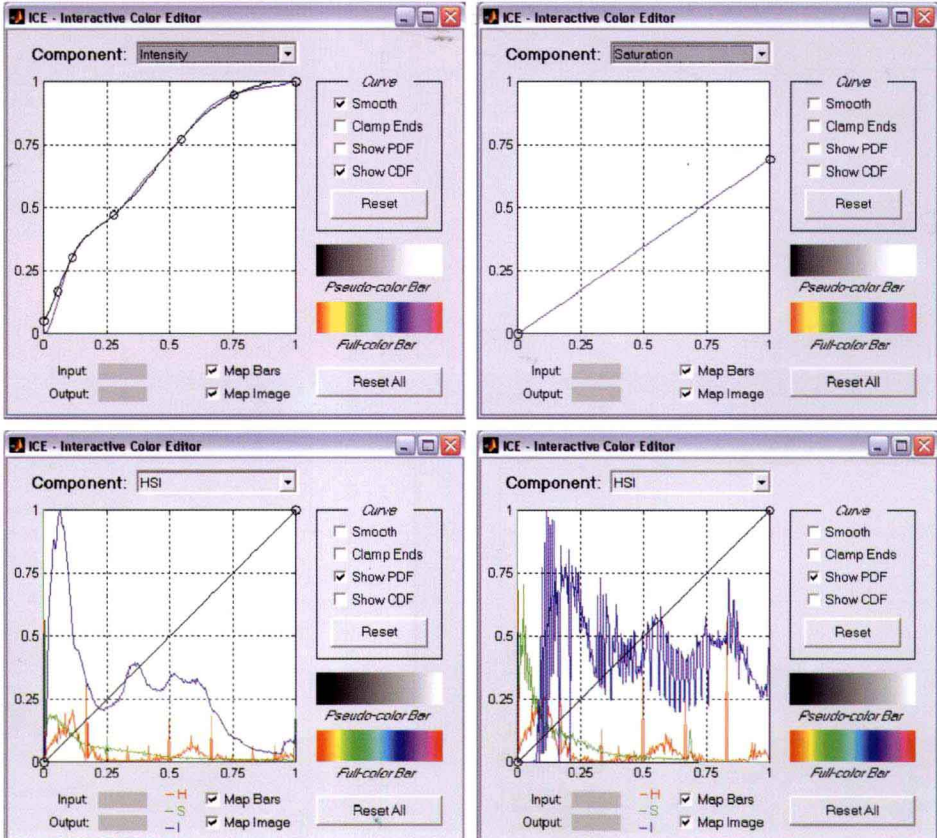 ICE - Interactive Color Editor
Component: Intensity
1
0.75
0.5
0.25
0
0
0.25
0.5
0.75
1
Curve
Smooth
Clamp Ends
Show PDF
Show CDF
Reset
Pseudo-color Bar
Full-color Bar
Input:
Output:
Map Bars
Map Image
Reset All
ICE - Interactive Color Editor
Component: Saturation
1
0.75
0.5
0.25
0
0
0.25
0.5
0.75
1
Curve
Smooth
Clamp Ends
Show PDF
Show CDF
Reset
Pseudo-color Bar
Full-color Bar
Input:
Output:
Map Bars
Map Image
Reset All
ICE - Interactive Color Editor
Component: HSI
1
0.75
0.5
0.25
0
0
0.25
0.5
0.75
1
Curve
Smooth
Clamp Ends
Show PDF
Show CDF
Reset
Pseudo-color Bar
Full-color Bar
Input:
Output:
H
S
I
Map Bars
Map Image
Reset All
ICE - Interactive Color Editor
Component: HSI
1
0.75
0.5
0.25
0
0
0.25
0.5
0.75
1
Curve
Smooth
Clamp Ends
Show PDF
Show CDF
Reset
Pseudo-color Bar
Full-color Bar
Input:
Output:
H
S
I
Map Bars
Map Image
Reset All